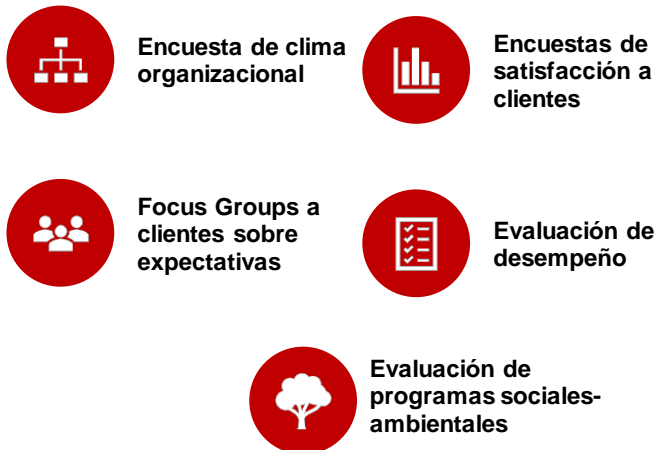 Encuesta de clima
organizacional
Encuestas de
satisfacción a
clientes
Focus Groups a
clientes sobre
expectativas
Evaluación de
desempeño
Evaluación de
programas sociales-
ambientales